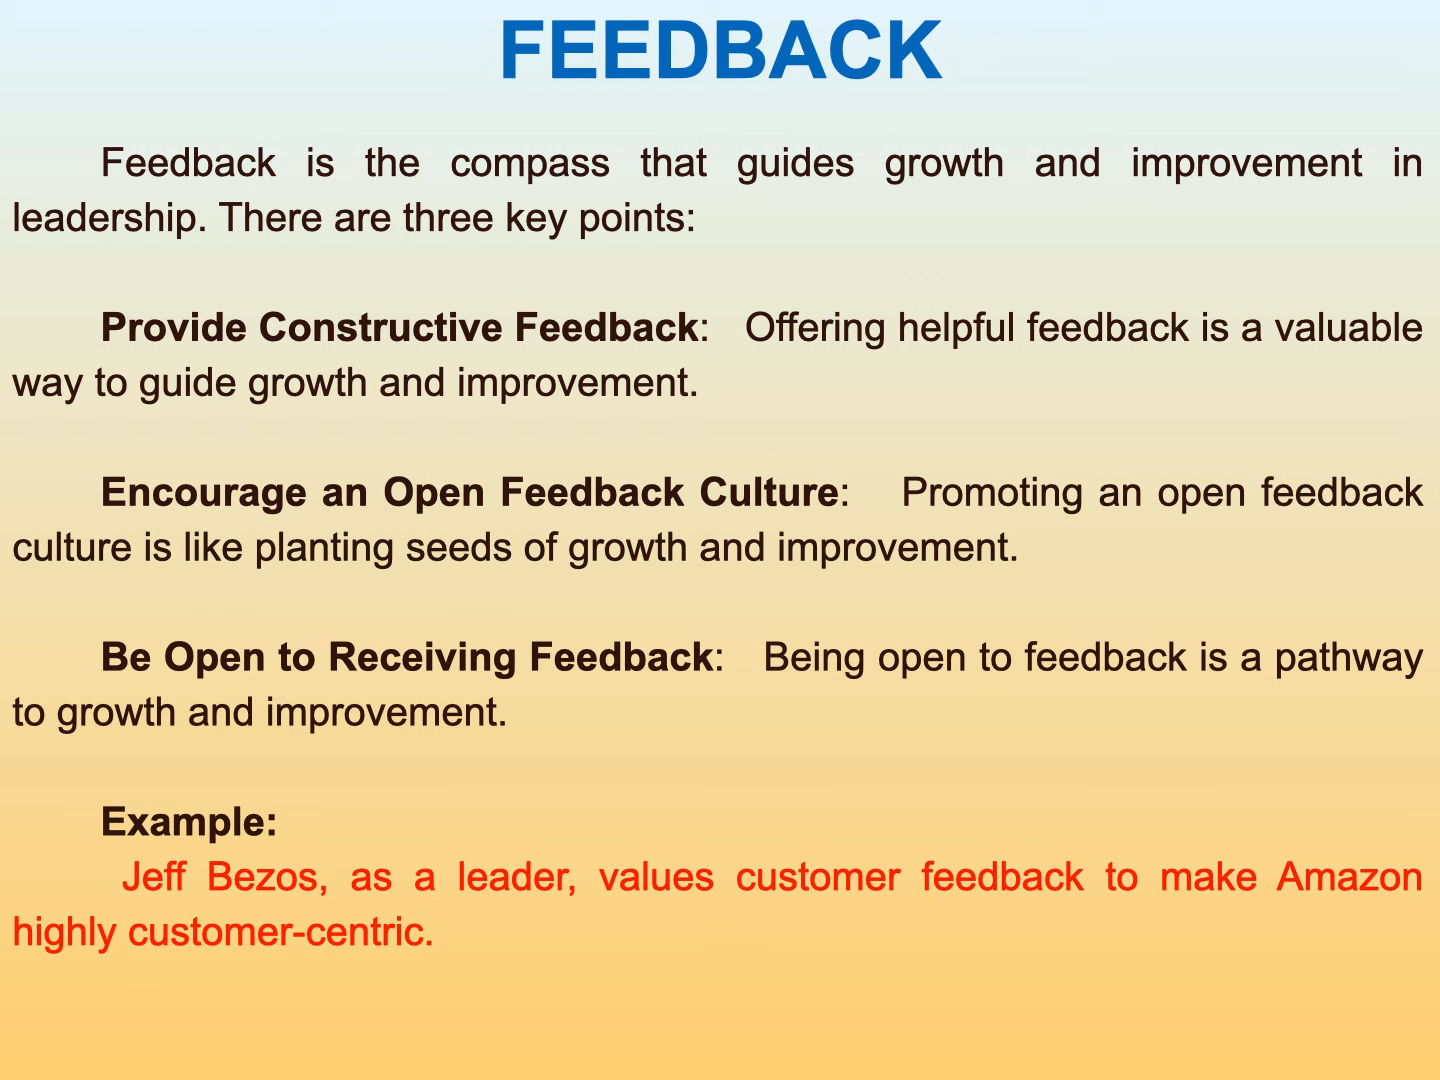 FEEDBACK
Feedback is the compass that guides growth and improvement in
leadership. There are three key points:
Provide Constructive Feedback: Offering helpful feedback is a valuable
way to guide growth and improvement.
Encourage an Open Feedback Culture: Promoting an open feedback
culture is like planting seeds of growth and improvement.
Be Open to Receiving Feedback: Being open to feedback is a pathway
to growth and improvement.
Example:
Jeff Bezos, as a leader, values customer feedback to make Amazon
highly customer-centric.